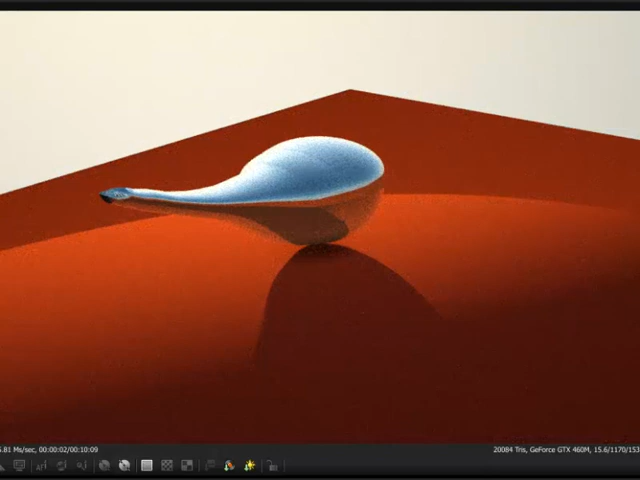 5.81 Ms/sec, 00:00:02/00:10:09
20084 Tris, GeForce GTX 460M, 15.6/1170/153